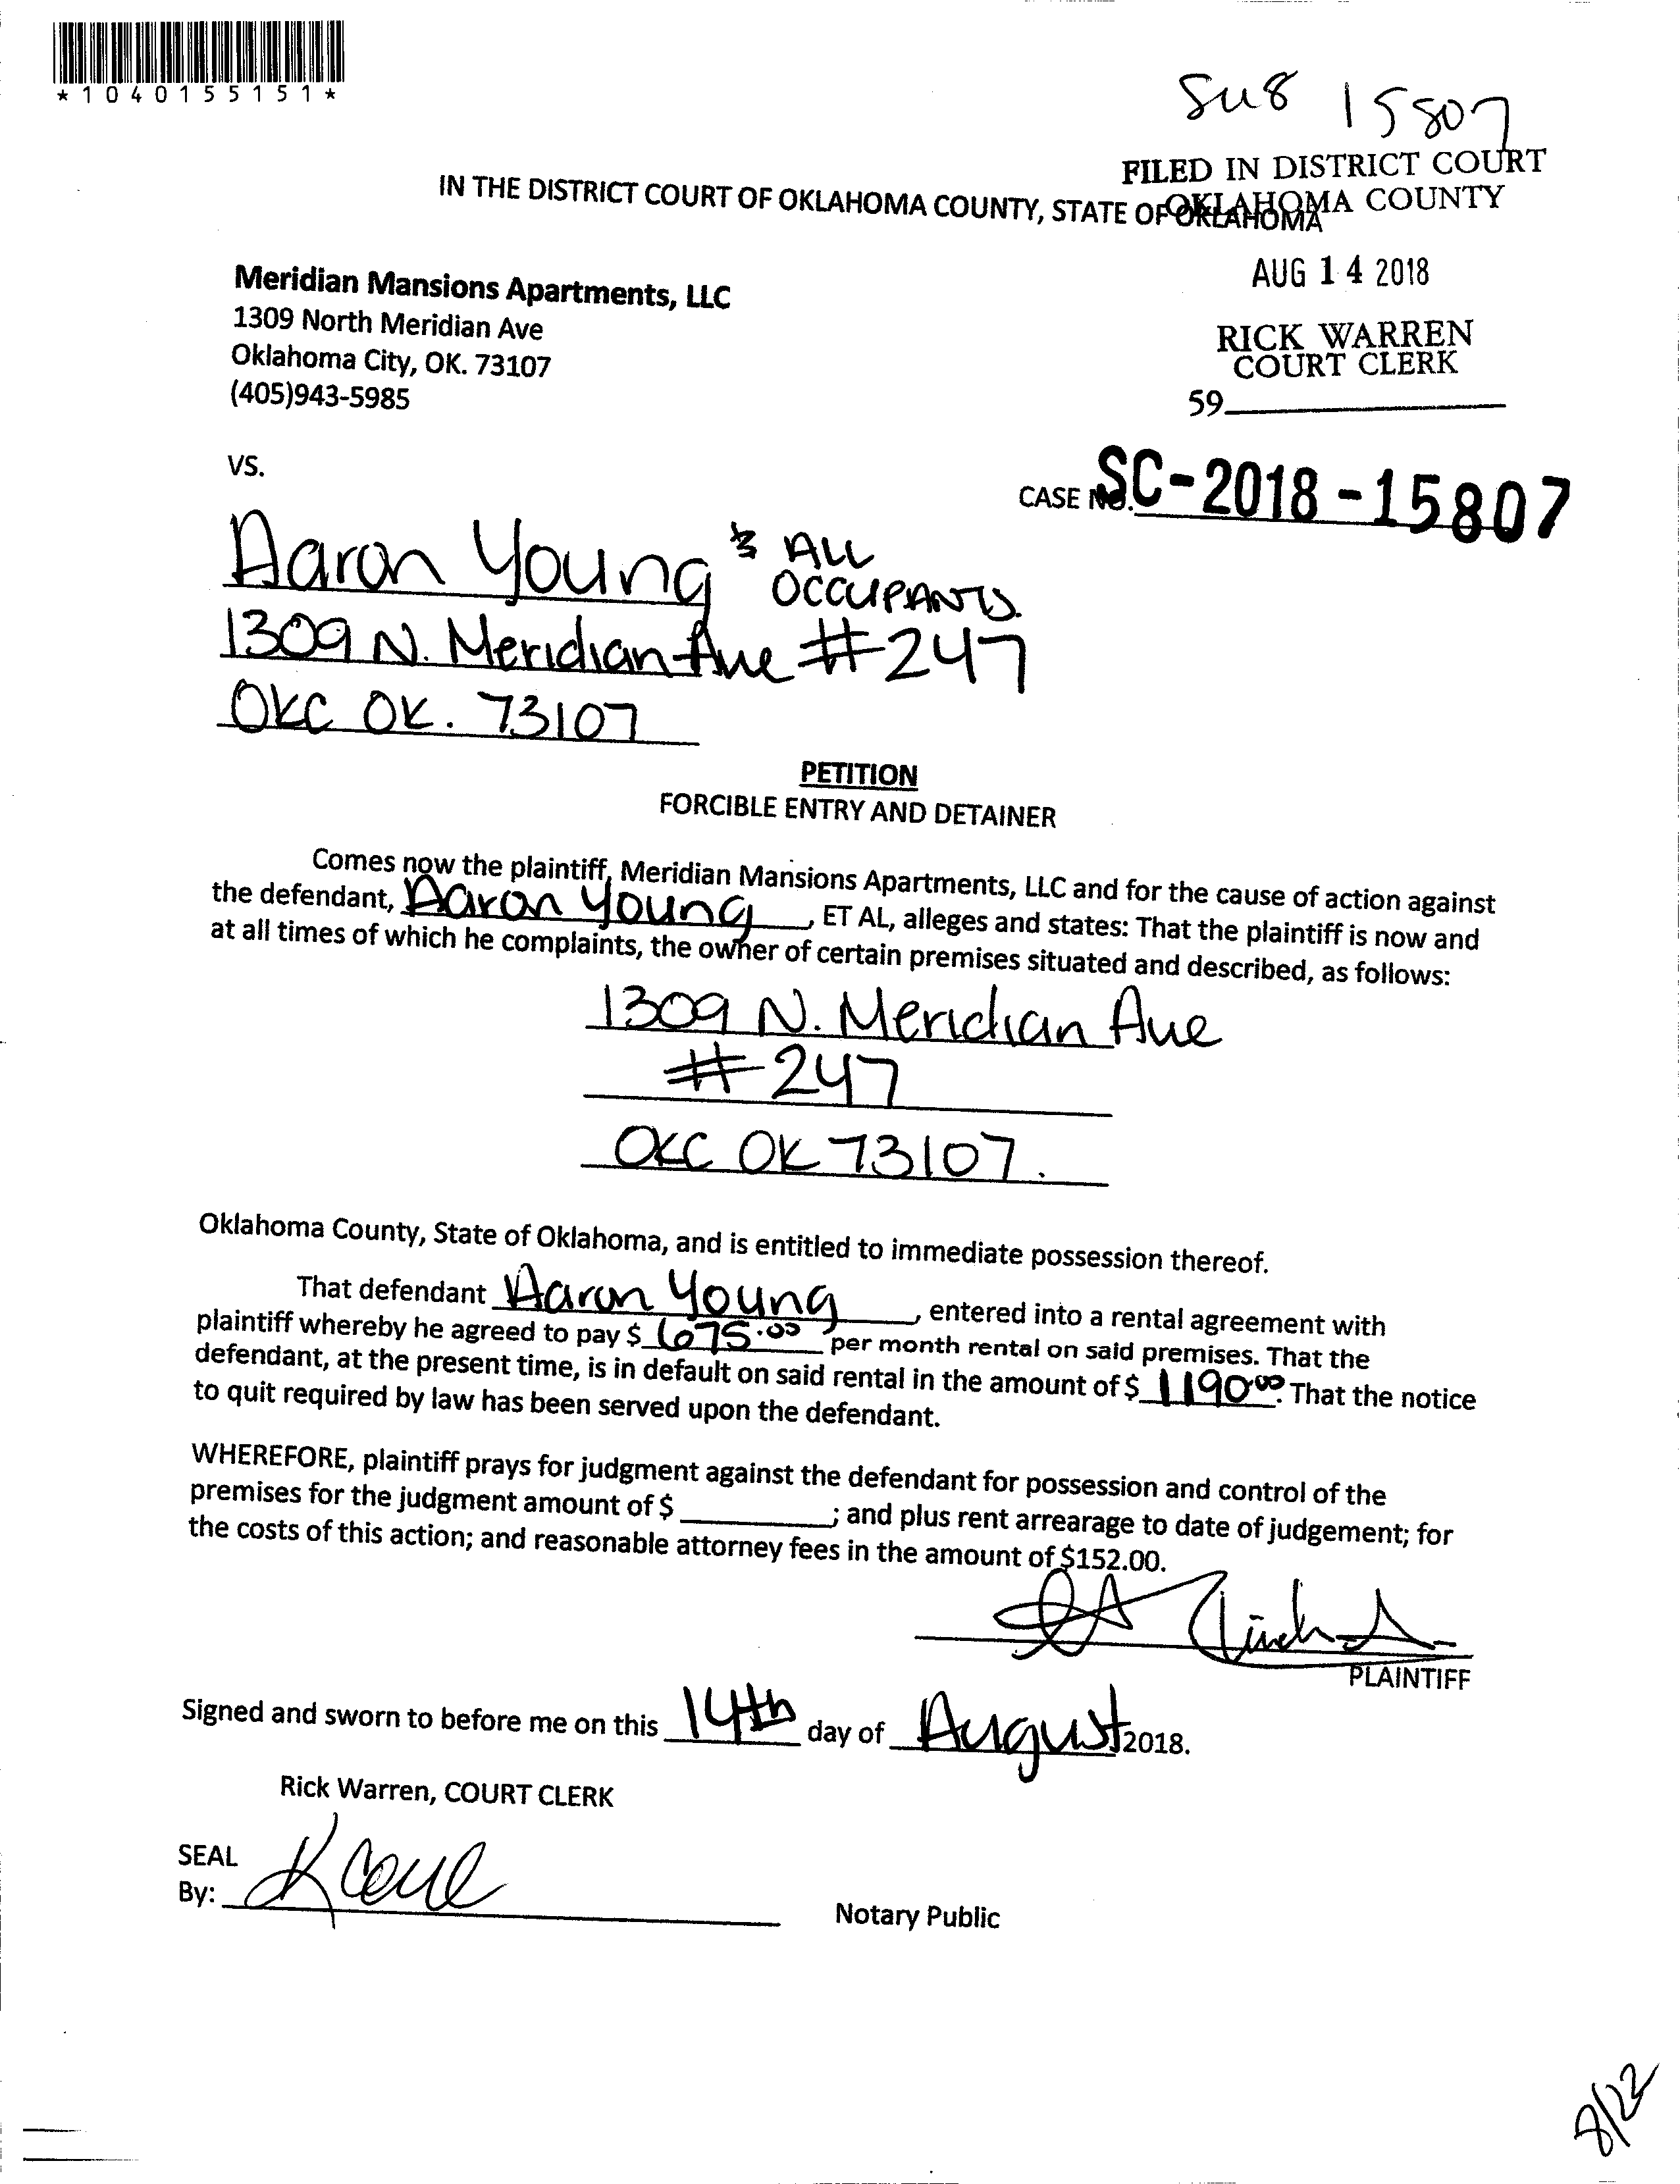 *1040155151*
SU8 15807
FILED IN DISTRICT COURT
OKLAHOMA COUNTY
IN THE DISTRICT COURT OF OKLAHOMA COUNTY, STATE OF OKLAHOMA
AUG 14 2018
Meridian Mansions Apartments, LLC
1309 North Meridian Ave
Oklahoma City, OK. 73107
(405)943-5985
RICK WARREN
COURT CLERK
59
VS.
CASE NO. SC-2018-15807
Aaron Young & ALL
OCCUPANTS.
1309 N. Meridian Ave #247
OKC OK. 73107
PETITION
FORCIBLE ENTRY AND DETAINER
Comes now the plaintiff, Meridian Mansions Apartments, LLC and for the cause of action against
the defendant, Aaron Young, ET AL, alleges and states: That the plaintiff is now and
at all times of which he complaints, the owner of certain premises situated and described, as follows:
1309 N. Meridian Ave
#247
OKC OK 73107.
Oklahoma County, State of Oklahoma, and is entitled to immediate possession thereof.
That defendant Aaron Young, entered into a rental agreement with
plaintiff whereby he agreed to pay $ 675.00 per month rental on said premises. That the
defendant, at the present time, is in default on said rental in the amount of $ 1190.00. That the notice
to quit required by law has been served upon the defendant.
WHEREFORE, plaintiff prays for judgment against the defendant for possession and control of the
premises for the judgment amount of $ ; and plus rent arrearage to date of judgement; for
the costs of this action; and reasonable attorney fees in the amount of $152.00.
PLAINTIFF
Signed and sworn to before me on this 14th day of August 2018.
Rick Warren, COURT CLERK
SEAL
By:
Notary Public
8/22